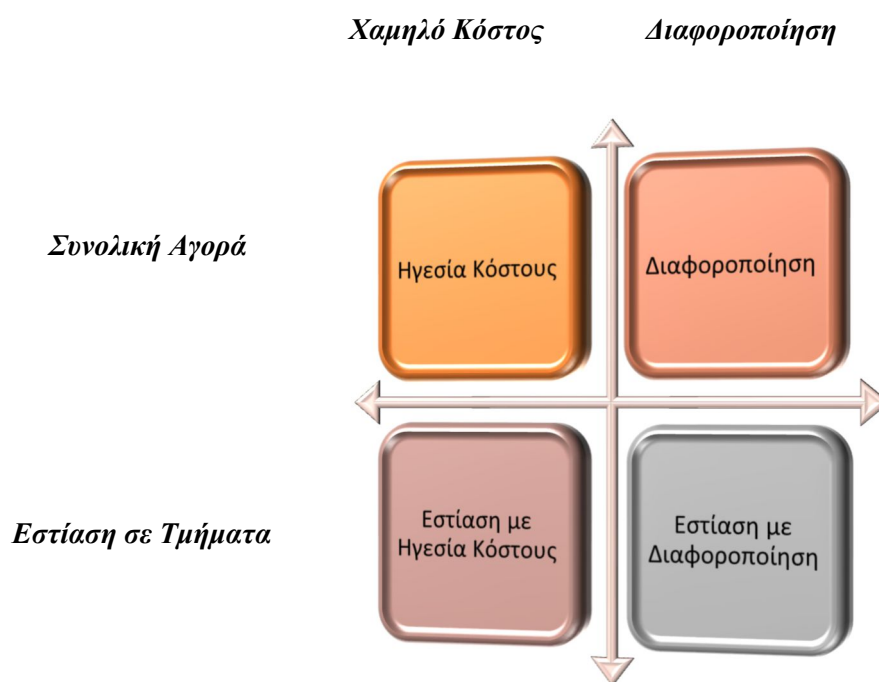 Χαμηλό Κόστος Διαφοροποίηση
Συνολική Αγορά
Ηγεσία Κόστους
Διαφοροποίηση
Εστίαση σε Τμήματα
Εστίαση με
Ηγεσία Κόστους
Εστίαση με
Διαφοροποίηση